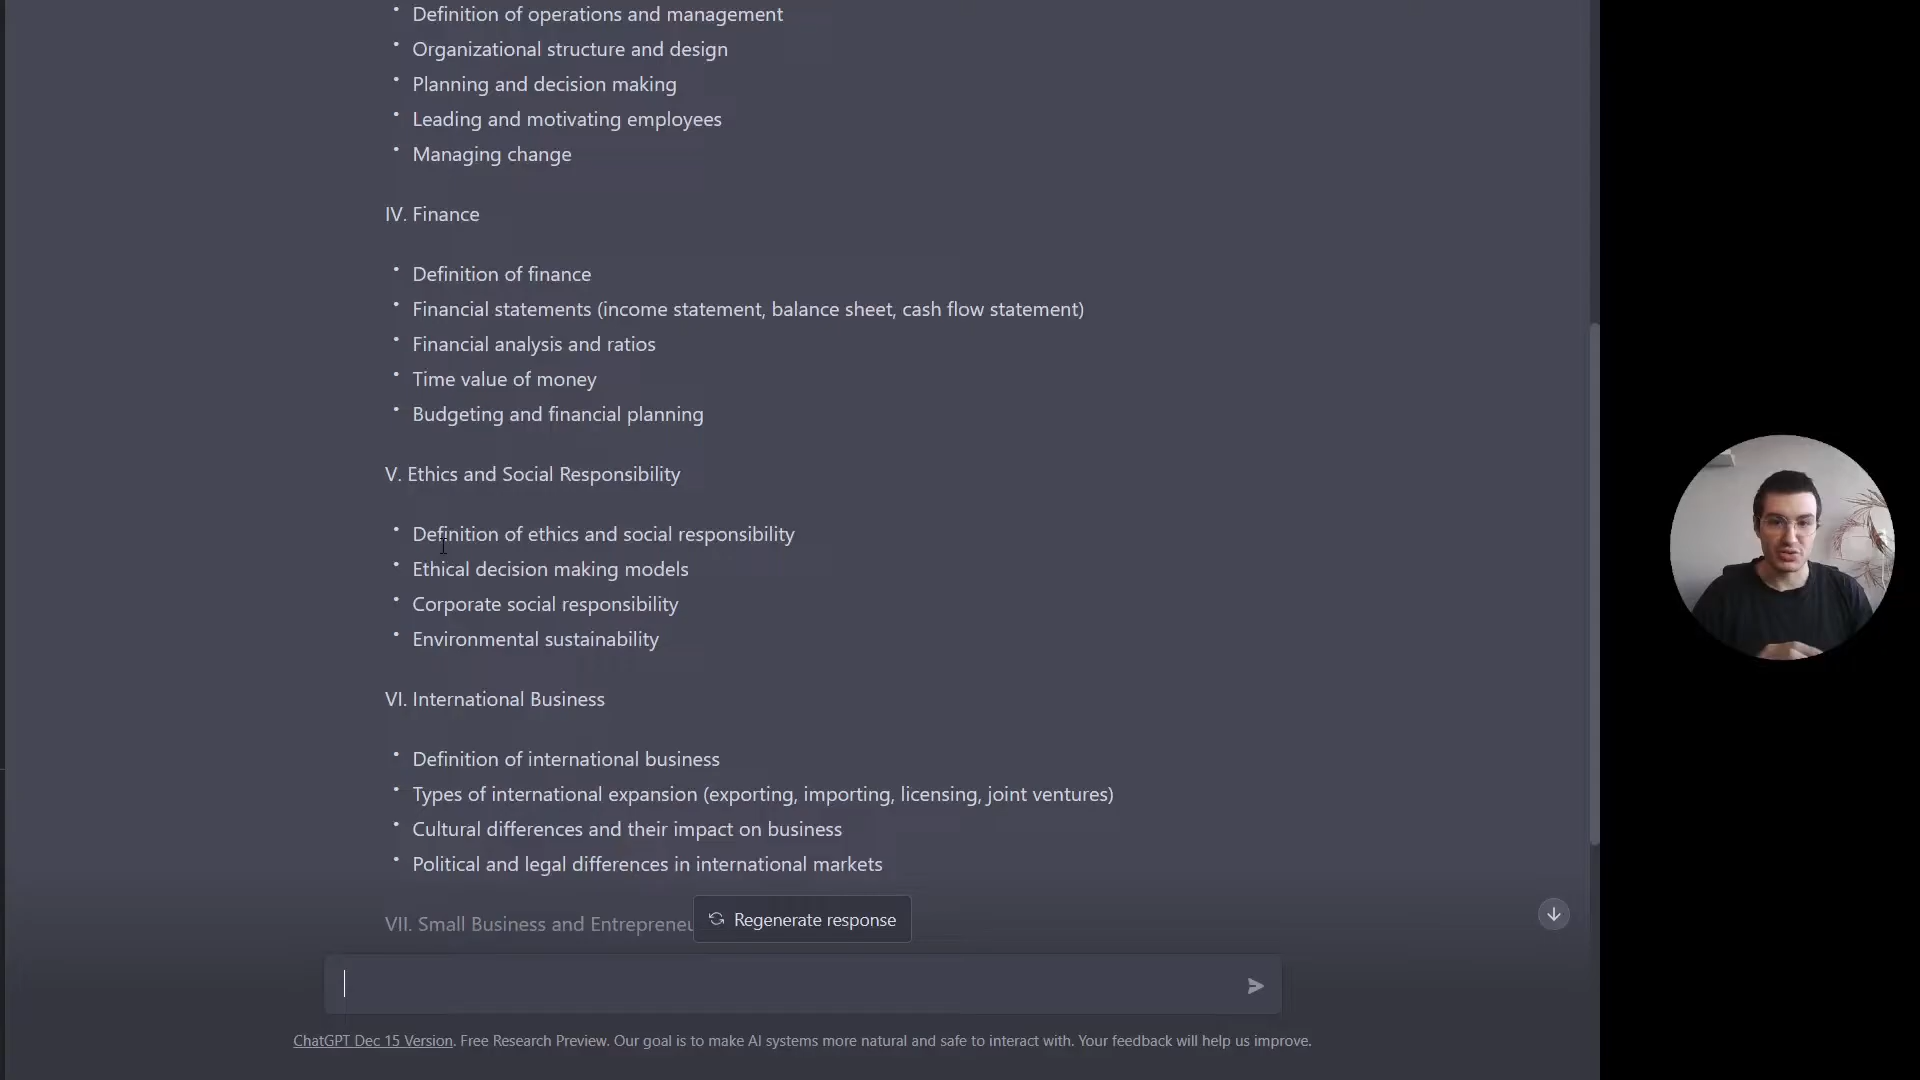 • Definition of operations and management
• Organizational structure and design
• Planning and decision making
• Leading and motivating employees
• Managing change
IV. Finance
• Definition of finance
• Financial statements (income statement, balance sheet, cash flow statement)
• Financial analysis and ratios
• Time value of money
• Budgeting and financial planning
V. Ethics and Social Responsibility
• Definition of ethics and social responsibility
• Ethical decision making models
• Corporate social responsibility
• Environmental sustainability
VI. International Business
• Definition of international business
• Types of international expansion (exporting, importing, licensing, joint ventures)
• Cultural differences and their impact on business
• Political and legal differences in international markets
VII. Small Business and Entrepreneu
Regenerate response
ChatGPT Dec 15 Version. Free Research Preview. Our goal is to make AI systems more natural and safe to interact with. Your feedback will help us improve.